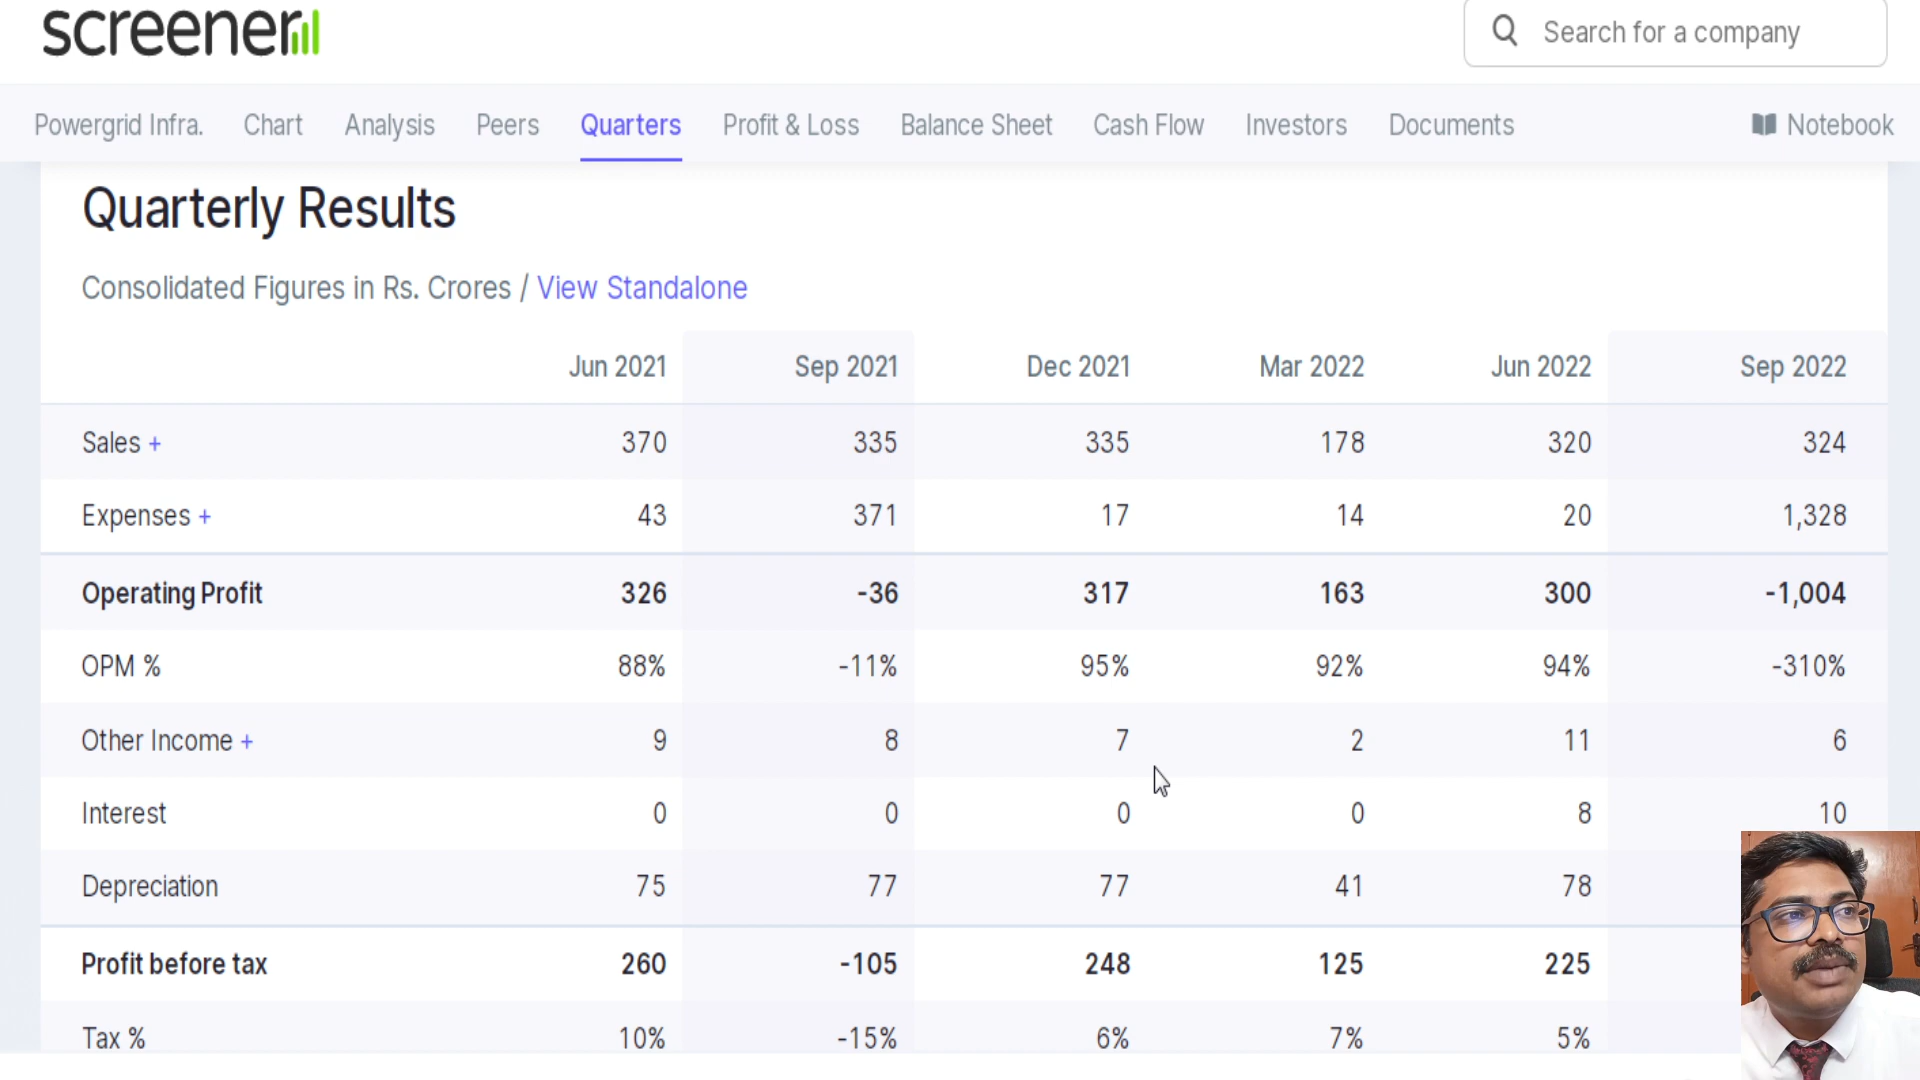 screener
Search for a company
Powergrid Infra. Chart Analysis Peers Quarters Profit & Loss Balance Sheet Cash Flow Investors Documents Notebook
Quarterly Results
Consolidated Figures in Rs. Crores / View Standalone
Jun 2021 Sep 2021 Dec 2021 Mar 2022 Jun 2022 Sep 2022
Sales + 370 335 335 178 320 324
Expenses + 43 371 17 14 20 1,328
Operating Profit 326 -36 317 163 300 -1,004
OPM % 88% -11% 95% 92% 94% -310%
Other Income + 9 8 7 2 11 6
Interest 0 0 0 0 8 10
Depreciation 75 77 77 41 78
Profit before tax 260 -105 248 125 225
Tax % 10% -15% 6% 7% 5%